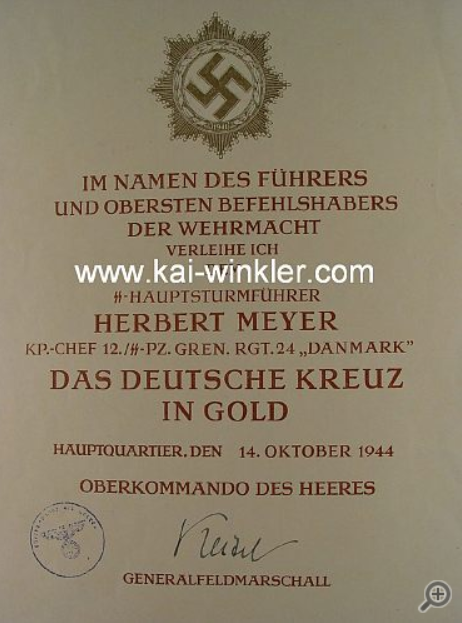 IM NAMEN DES FÜHRERS
UND OBERSTEN BEFEHLSHABERS
DER WEHRMACHT
VERLEIHE ICH
www.kai-winkler.com
ᛋᛋ-HAUPTSTURMFÜHRER
HERBERT MEYER
KP.-CHEF 12./ᛋᛋ-PZ. GREN. RGT. 24 „DANMARK”
DAS DEUTSCHE KREUZ
IN GOLD
HAUPTQUARTIER, DEN 14. OKTOBER 1944
OBERKOMMANDO DES HEERES
Keitel
GENERALFELDMARSCHALL